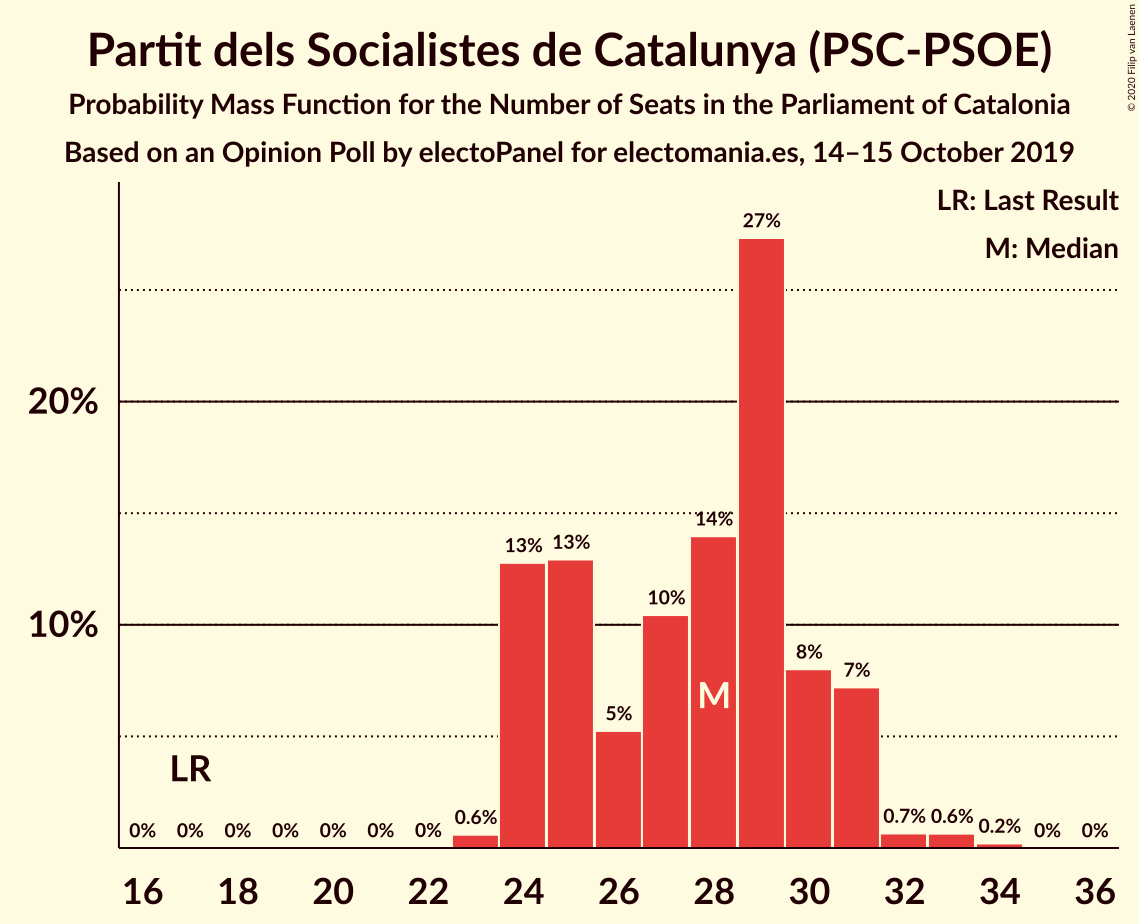 Partit dels Socialistes de Catalunya (PSC-PSOE)
Probability Mass Function for the Number of Seats in the Parliament of Catalonia
Based on an Opinion Poll by electoPanel for electomania.es, 14–15 October 2019
© 2020 Filip van Laenen
LR: Last Result
M: Median
27%
20%
14%
13% 13%
10%
10%
8%
7%
M
5%
LR
0% 0% 0% 0% 0% 0% 0% 0.6% 0.7% 0.6% 0.2% 0% 0%
16 18 20 22 24 26 28 30 32 34 36